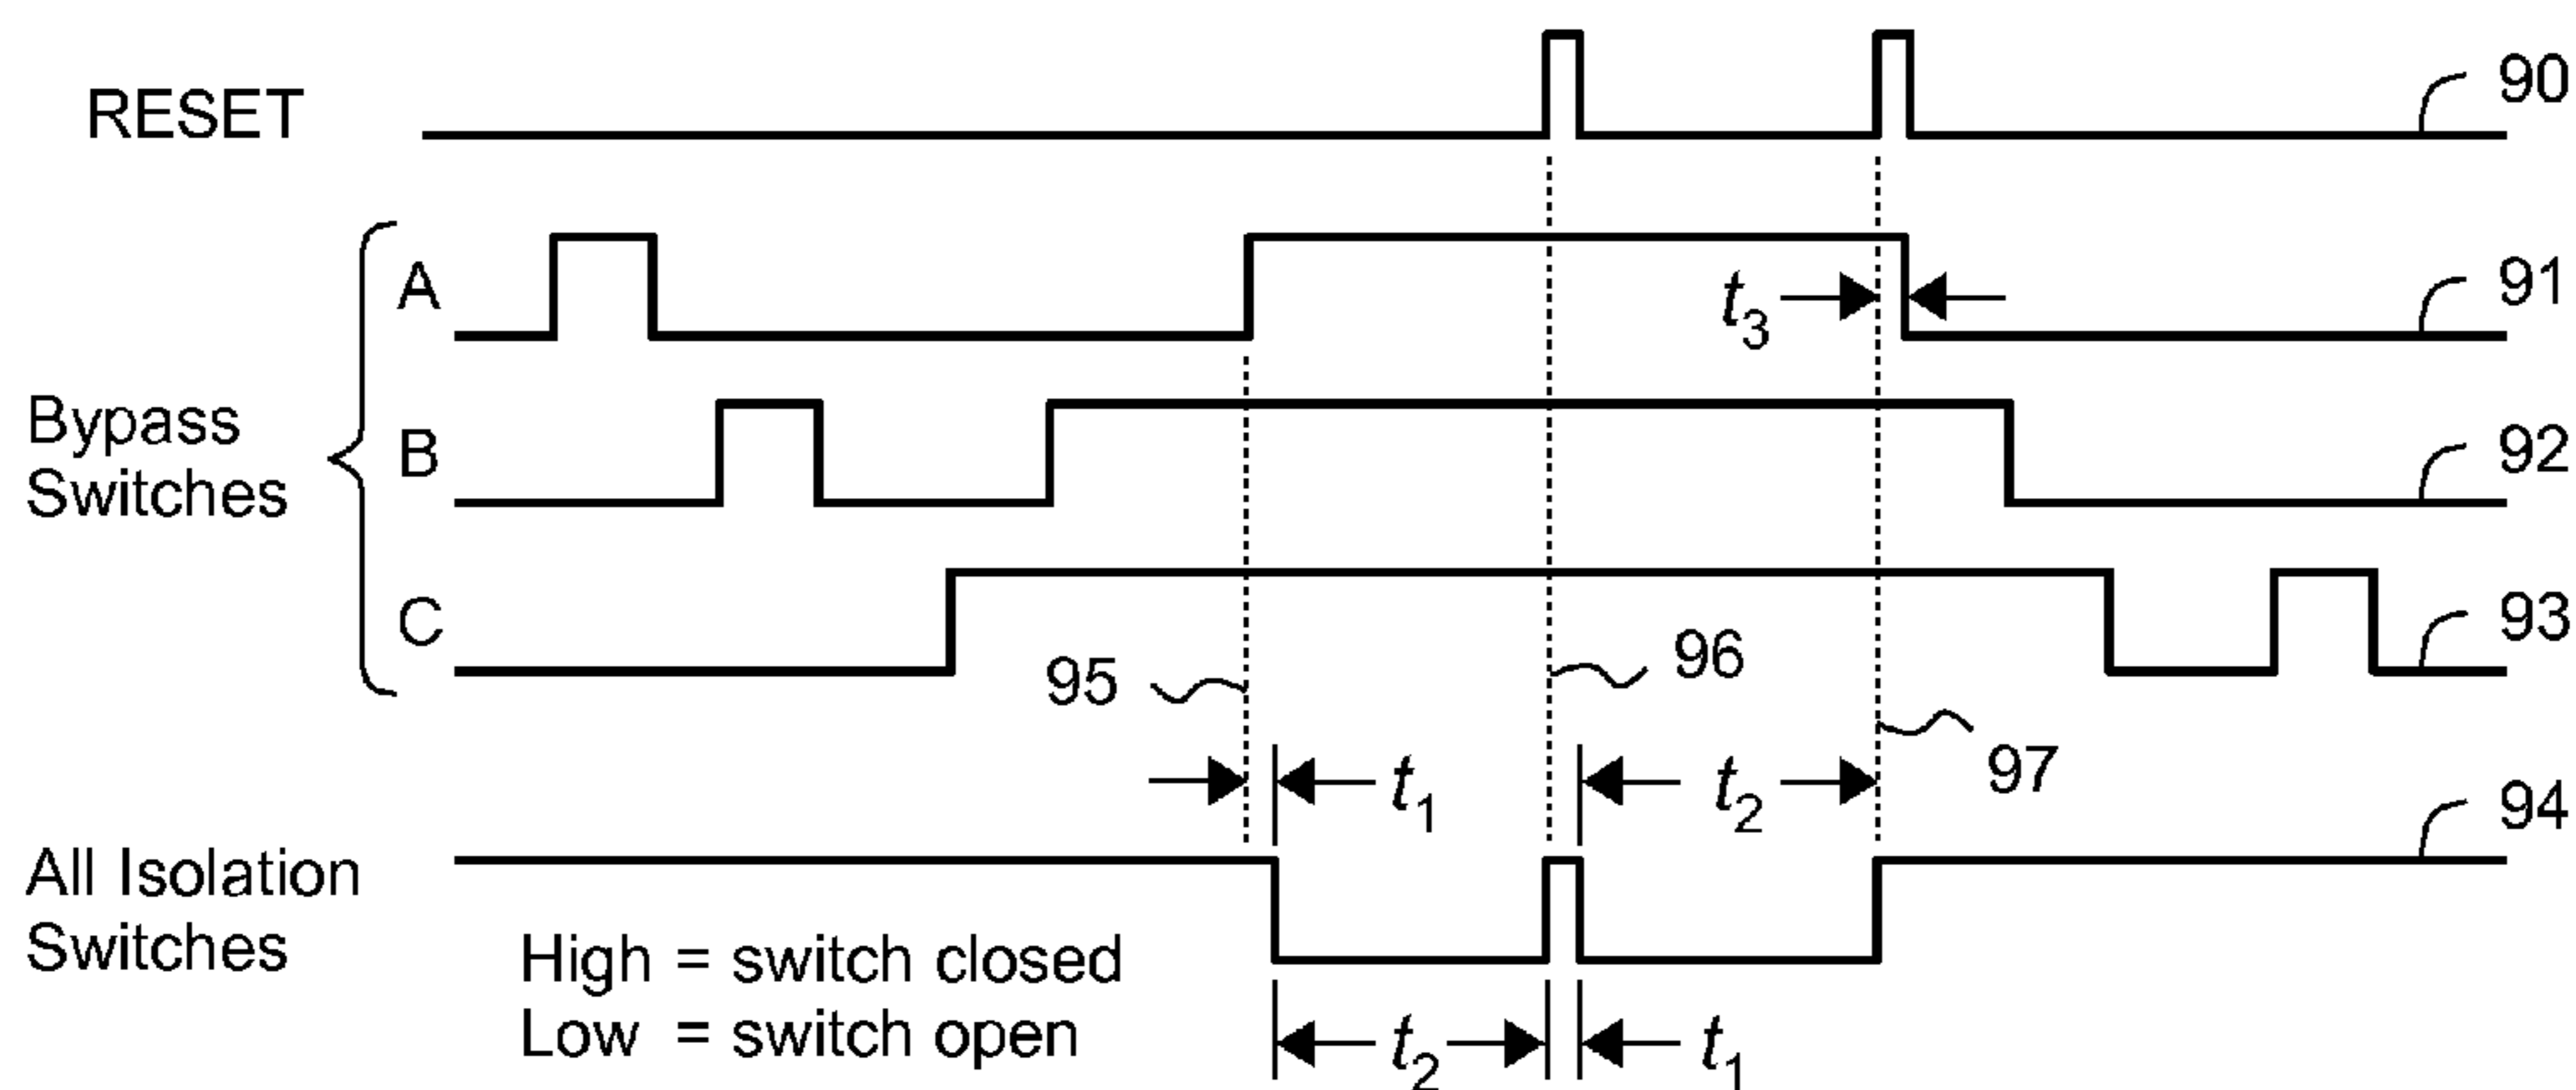 RESET
90
A
t3
91
Bypass
Switches
B
92
C
93
95
96
97
t1
t2
94
All Isolation
Switches
High = switch closed
Low = switch open
t2
t1